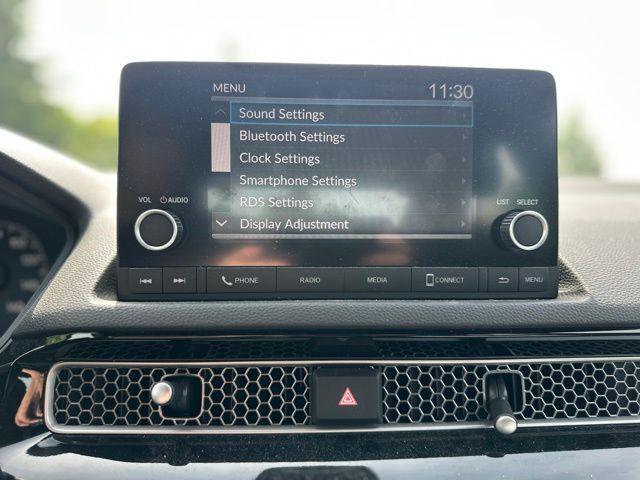 MENU 11:30
Sound Settings
Bluetooth Settings
Clock Settings
Smartphone Settings
RDS Settings
Display Adjustment
VOL AUDIO
LIST SELECT
PHONE RADIO MEDIA CONNECT MENU